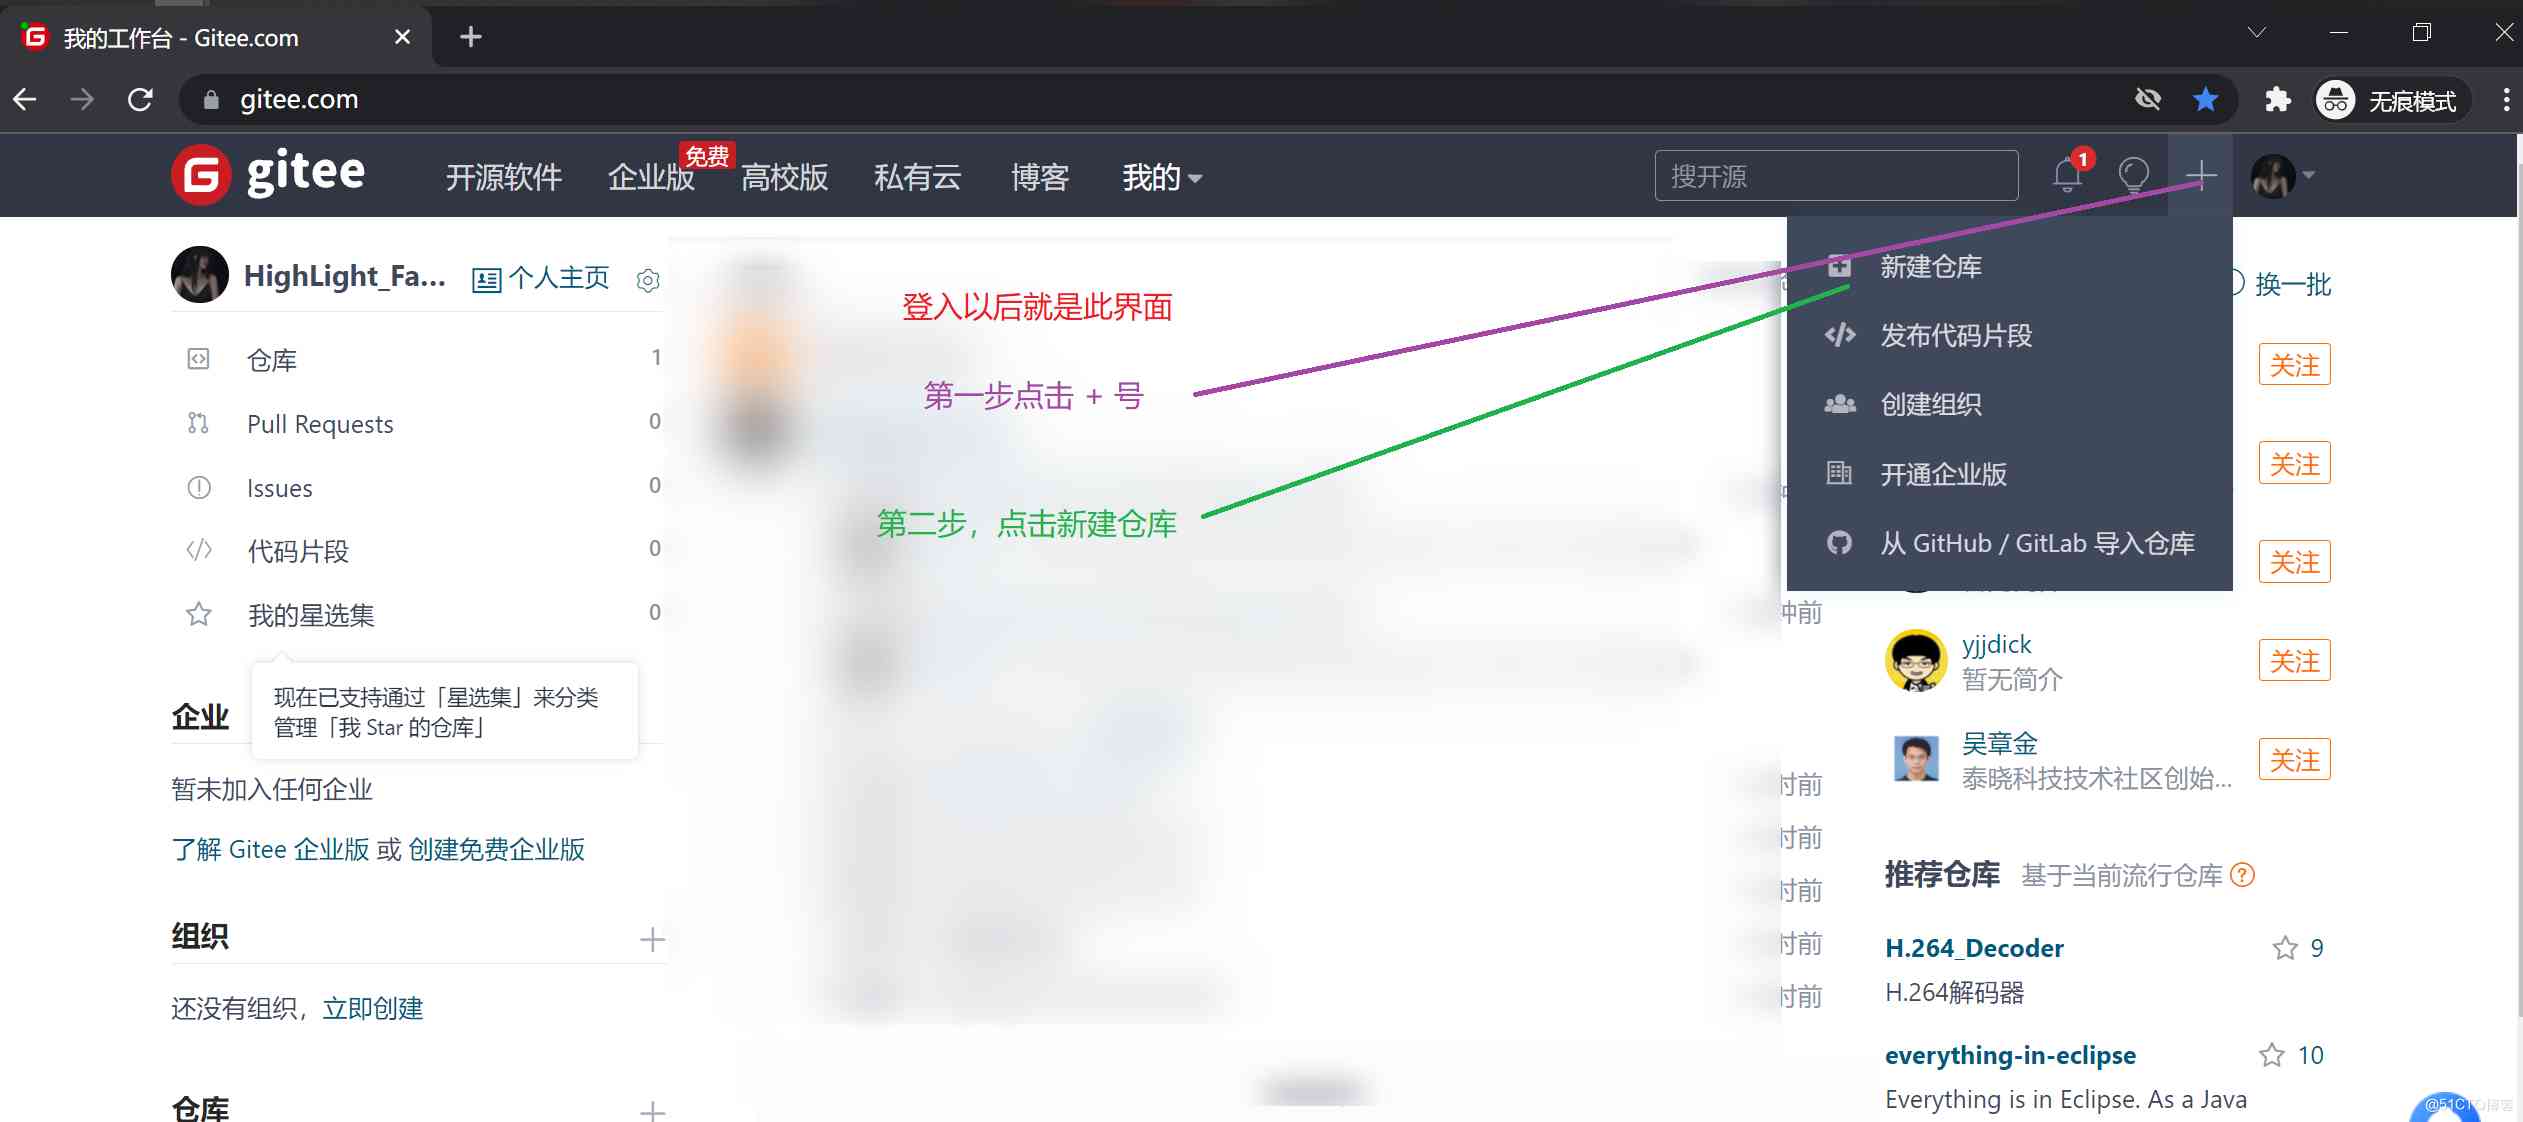 我的工作台 - Gitee.com
gitee.com
无痕模式
gitee
开源软件
企业版
免费
高校版
私有云
博客
我的
搜开源
1
HighLight_Fa...
个人主页
仓库 1
Pull Requests 0
Issues 0
代码片段 0
我的星选集 0
现在已支持通过「星选集」来分类
管理「我 Star 的仓库」
企业
暂未加入任何企业
了解 Gitee 企业版 或 创建免费企业版
组织
还没有组织，立即创建
仓库
登入以后就是此界面
第一步点击 + 号
第二步，点击新建仓库
钟前
时前
时前
时前
时前
时前
新建仓库
发布代码片段
创建组织
开通企业版
从 GitHub / GitLab 导入仓库
换一批
关注
关注
关注
yjjdick
暂无简介
关注
吴章金
泰晓科技技术社区创始...
关注
推荐仓库 基于当前流行仓库
H.264_Decoder 9
H.264解码器
everything-in-eclipse 10
Everything is in Eclipse. As a Java
@51CTO博客